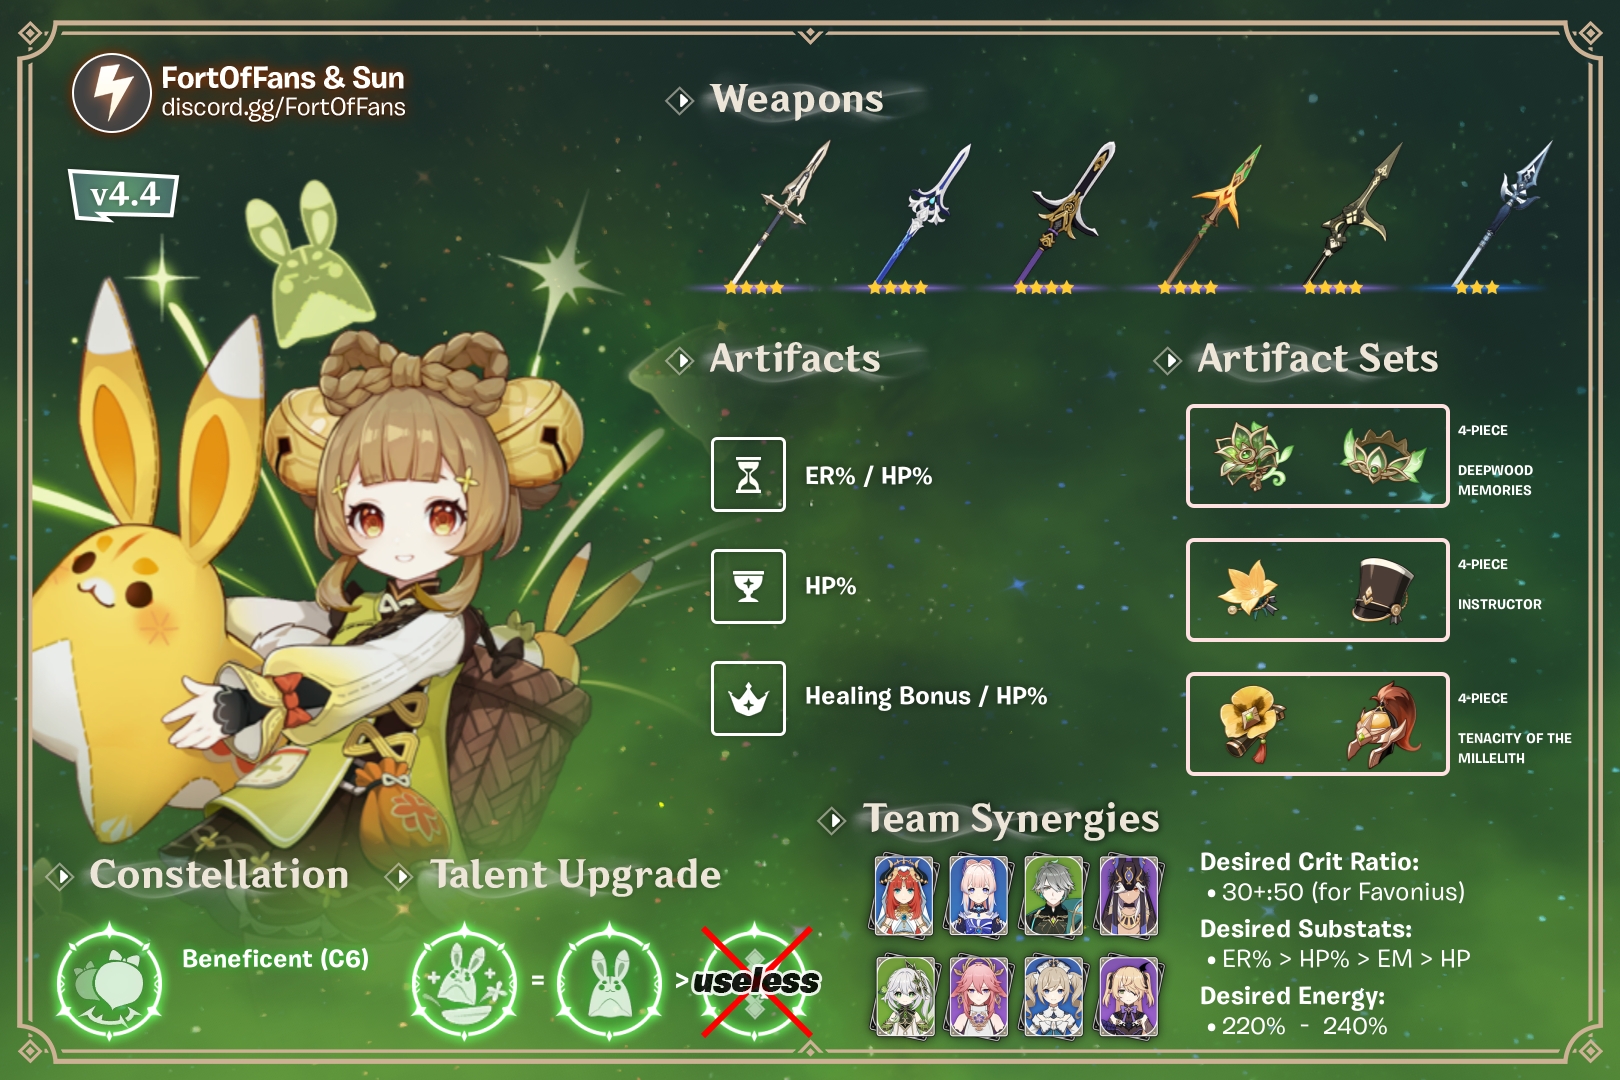 FortOfFans & Sun
discord.gg/FortOfFans
v4.4
Weapons
Artifacts
ER% / HP%
HP%
Healing Bonus / HP%
Artifact Sets
4-PIECE
DEEPWOOD
MEMORIES
4-PIECE
INSTRUCTOR
4-PIECE
TENACITY OF THE
MILLELITH
Constellation
Beneficent (C6)
Talent Upgrade
= > useless
Team Synergies
Desired Crit Ratio:
• 30+:50 (for Favonius)
Desired Substats:
• ER% > HP% > EM > HP
Desired Energy:
• 220% - 240%